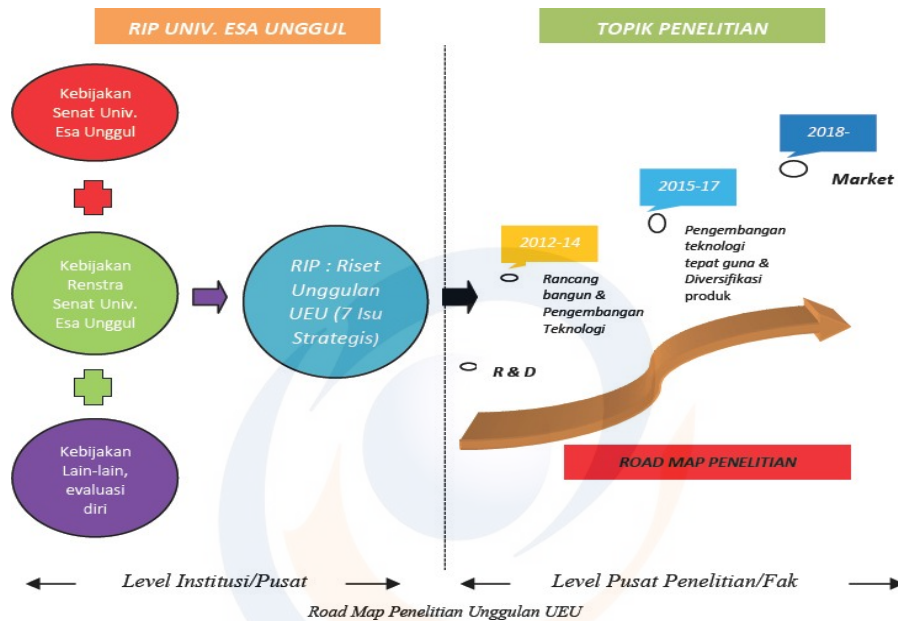 RIP UNIV. ESA UNGGUL
TOPIK PENELITIAN
Kebijakan
Senat Univ.
Esa Unggul
Kebijakan
Renstra
Senat Univ.
Esa Unggul
Kebijakan
Lain-lain,
evaluasi
diri
RIP : Riset
Unggulan
UEU (7 Isu
Strategis)
2012-14
Rancang
bangun &
Pengembangan
Teknologi
R & D
2015-17
Pengembangan
teknologi
tepat guna &
Diversifikasi
produk
2018-
Market
ROAD MAP PENELITIAN
Level Institusi/Pusat
Level Pusat Penelitian/Fak
Road Map Penelitian Unggulan UEU